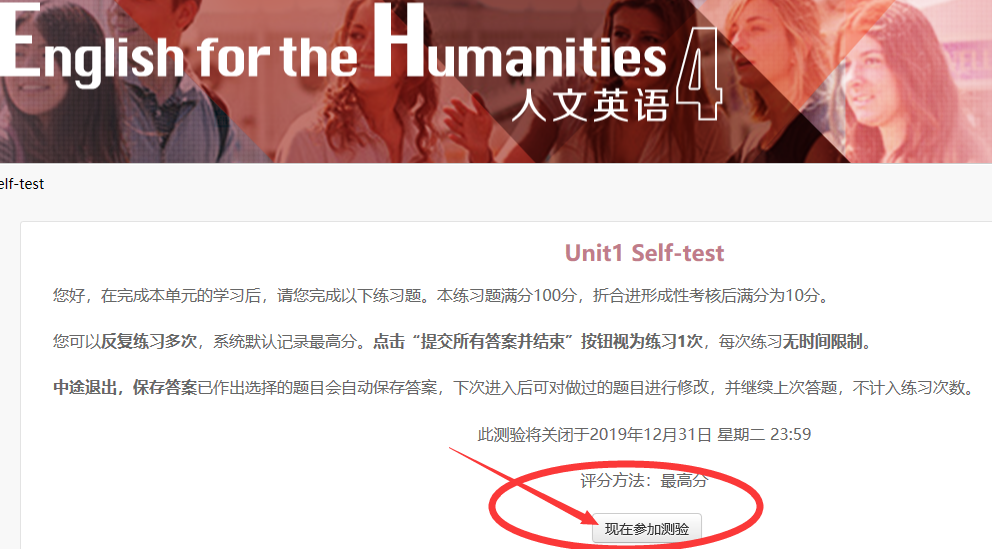 English for the Humanities 4
人文英语
elf-test
Unit1 Self-test
您好，在完成本单元的学习后，请您完成以下练习题。本练习题满分100分，折合进形成性考核后满分为10分。
您可以反复练习多次，系统默认记录最高分。点击“提交所有答案并结束”按钮视为练习1次，每次练习无时间限制。
中途退出，保存答案已作出选择的题目会自动保存答案，下次进入后可对做过的题目进行修改，并继续上次答题，不计入练习次数。
此测验将关闭于2019年12月31日 星期二 23:59
评分方法：最高分
现在参加测验